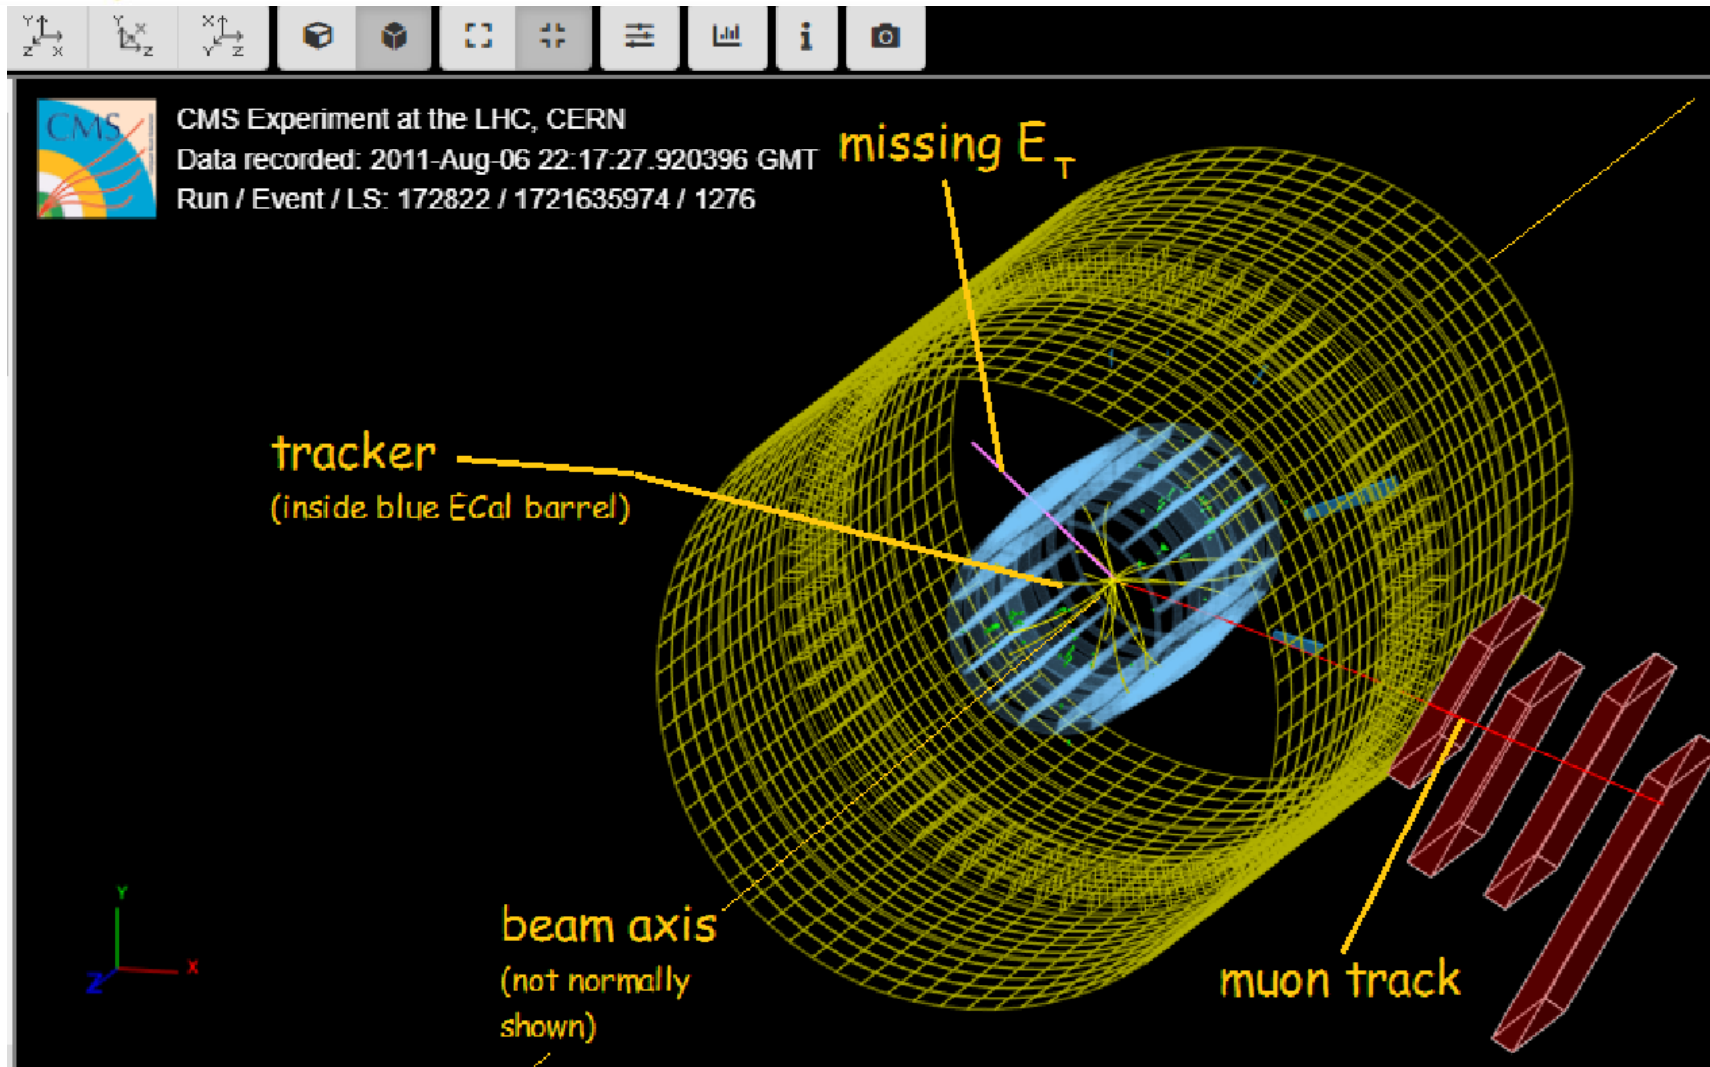 Y X Z
Y X Z
X Y Z
CMS
CMS Experiment at the LHC, CERN
Data recorded: 2011-Aug-06 22:17:27.920396 GMT
Run / Event / LS: 172822 / 1721635974 / 1276
missing E T
tracker
(inside blue ECal barrel)
beam axis
(not normally
shown)
muon track
Y
X
Z